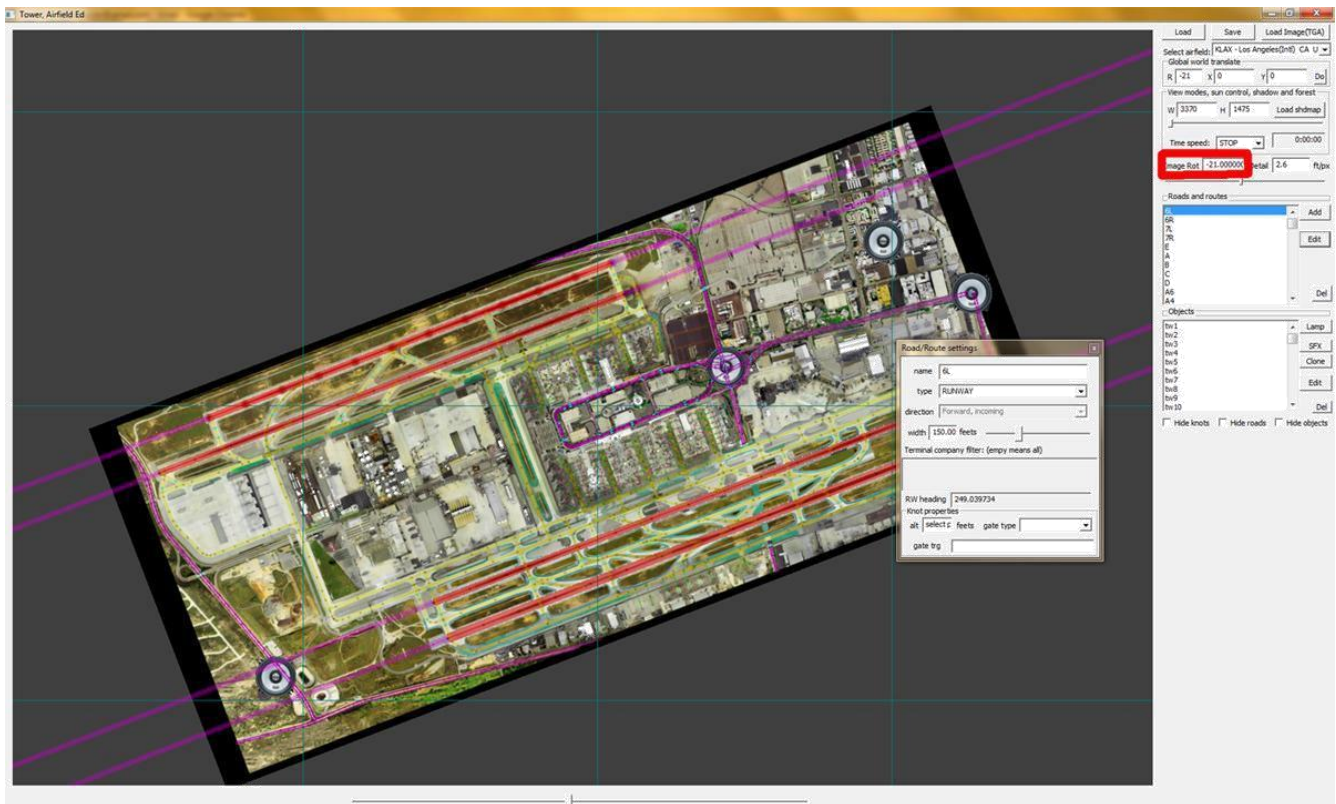 Tower, Airfield Ed
Load Save Load Image(TGA)
Select airfield: KLAX - Los Angeles(Intl) CA U
Global world translate
R -21 X 0 Y 0 Do
View modes, sun control, shadow and forest
W 3370 H 1475 Load shdmap
Time speed: STOP 0:00:00
mage Rot -21.000000 Detail 2.6 ft/px
Roads and routes
6L
6R
7L
7R
E
A
B
C
D
A6
A4
Add
Edit
Del
Objects
tw1
tw2
tw3
tw4
tw5
tw6
tw7
tw8
tw9
tw10
Lamp
SFX
Clone
Edit
Del
Hide knots Hide roads Hide objects
Road/Route settings
name 6L
type RUNWAY
direction Forward, incoming
width 150.00 feets
Terminal company filter: (empy means all)
RW heading 249.039734
Knot properties
alt select p feets gate type
gate trg